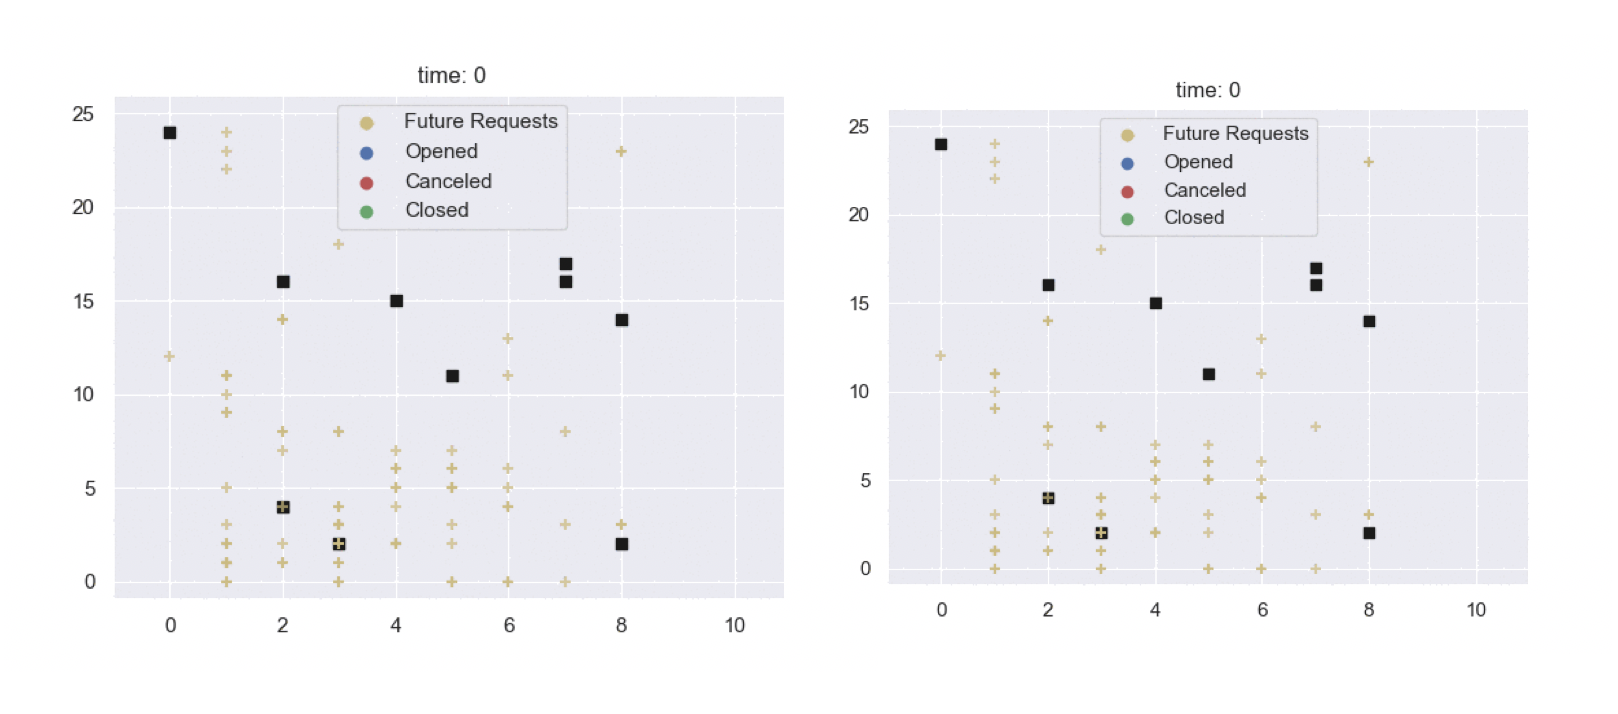 time: 0
25
20
15
10
5
0
Future Requests
Opened
Canceled
Closed
0 2 4 6 8 10
time: 0
25
20
15
10
5
0
Future Requests
Opened
Canceled
Closed
0 2 4 6 8 10